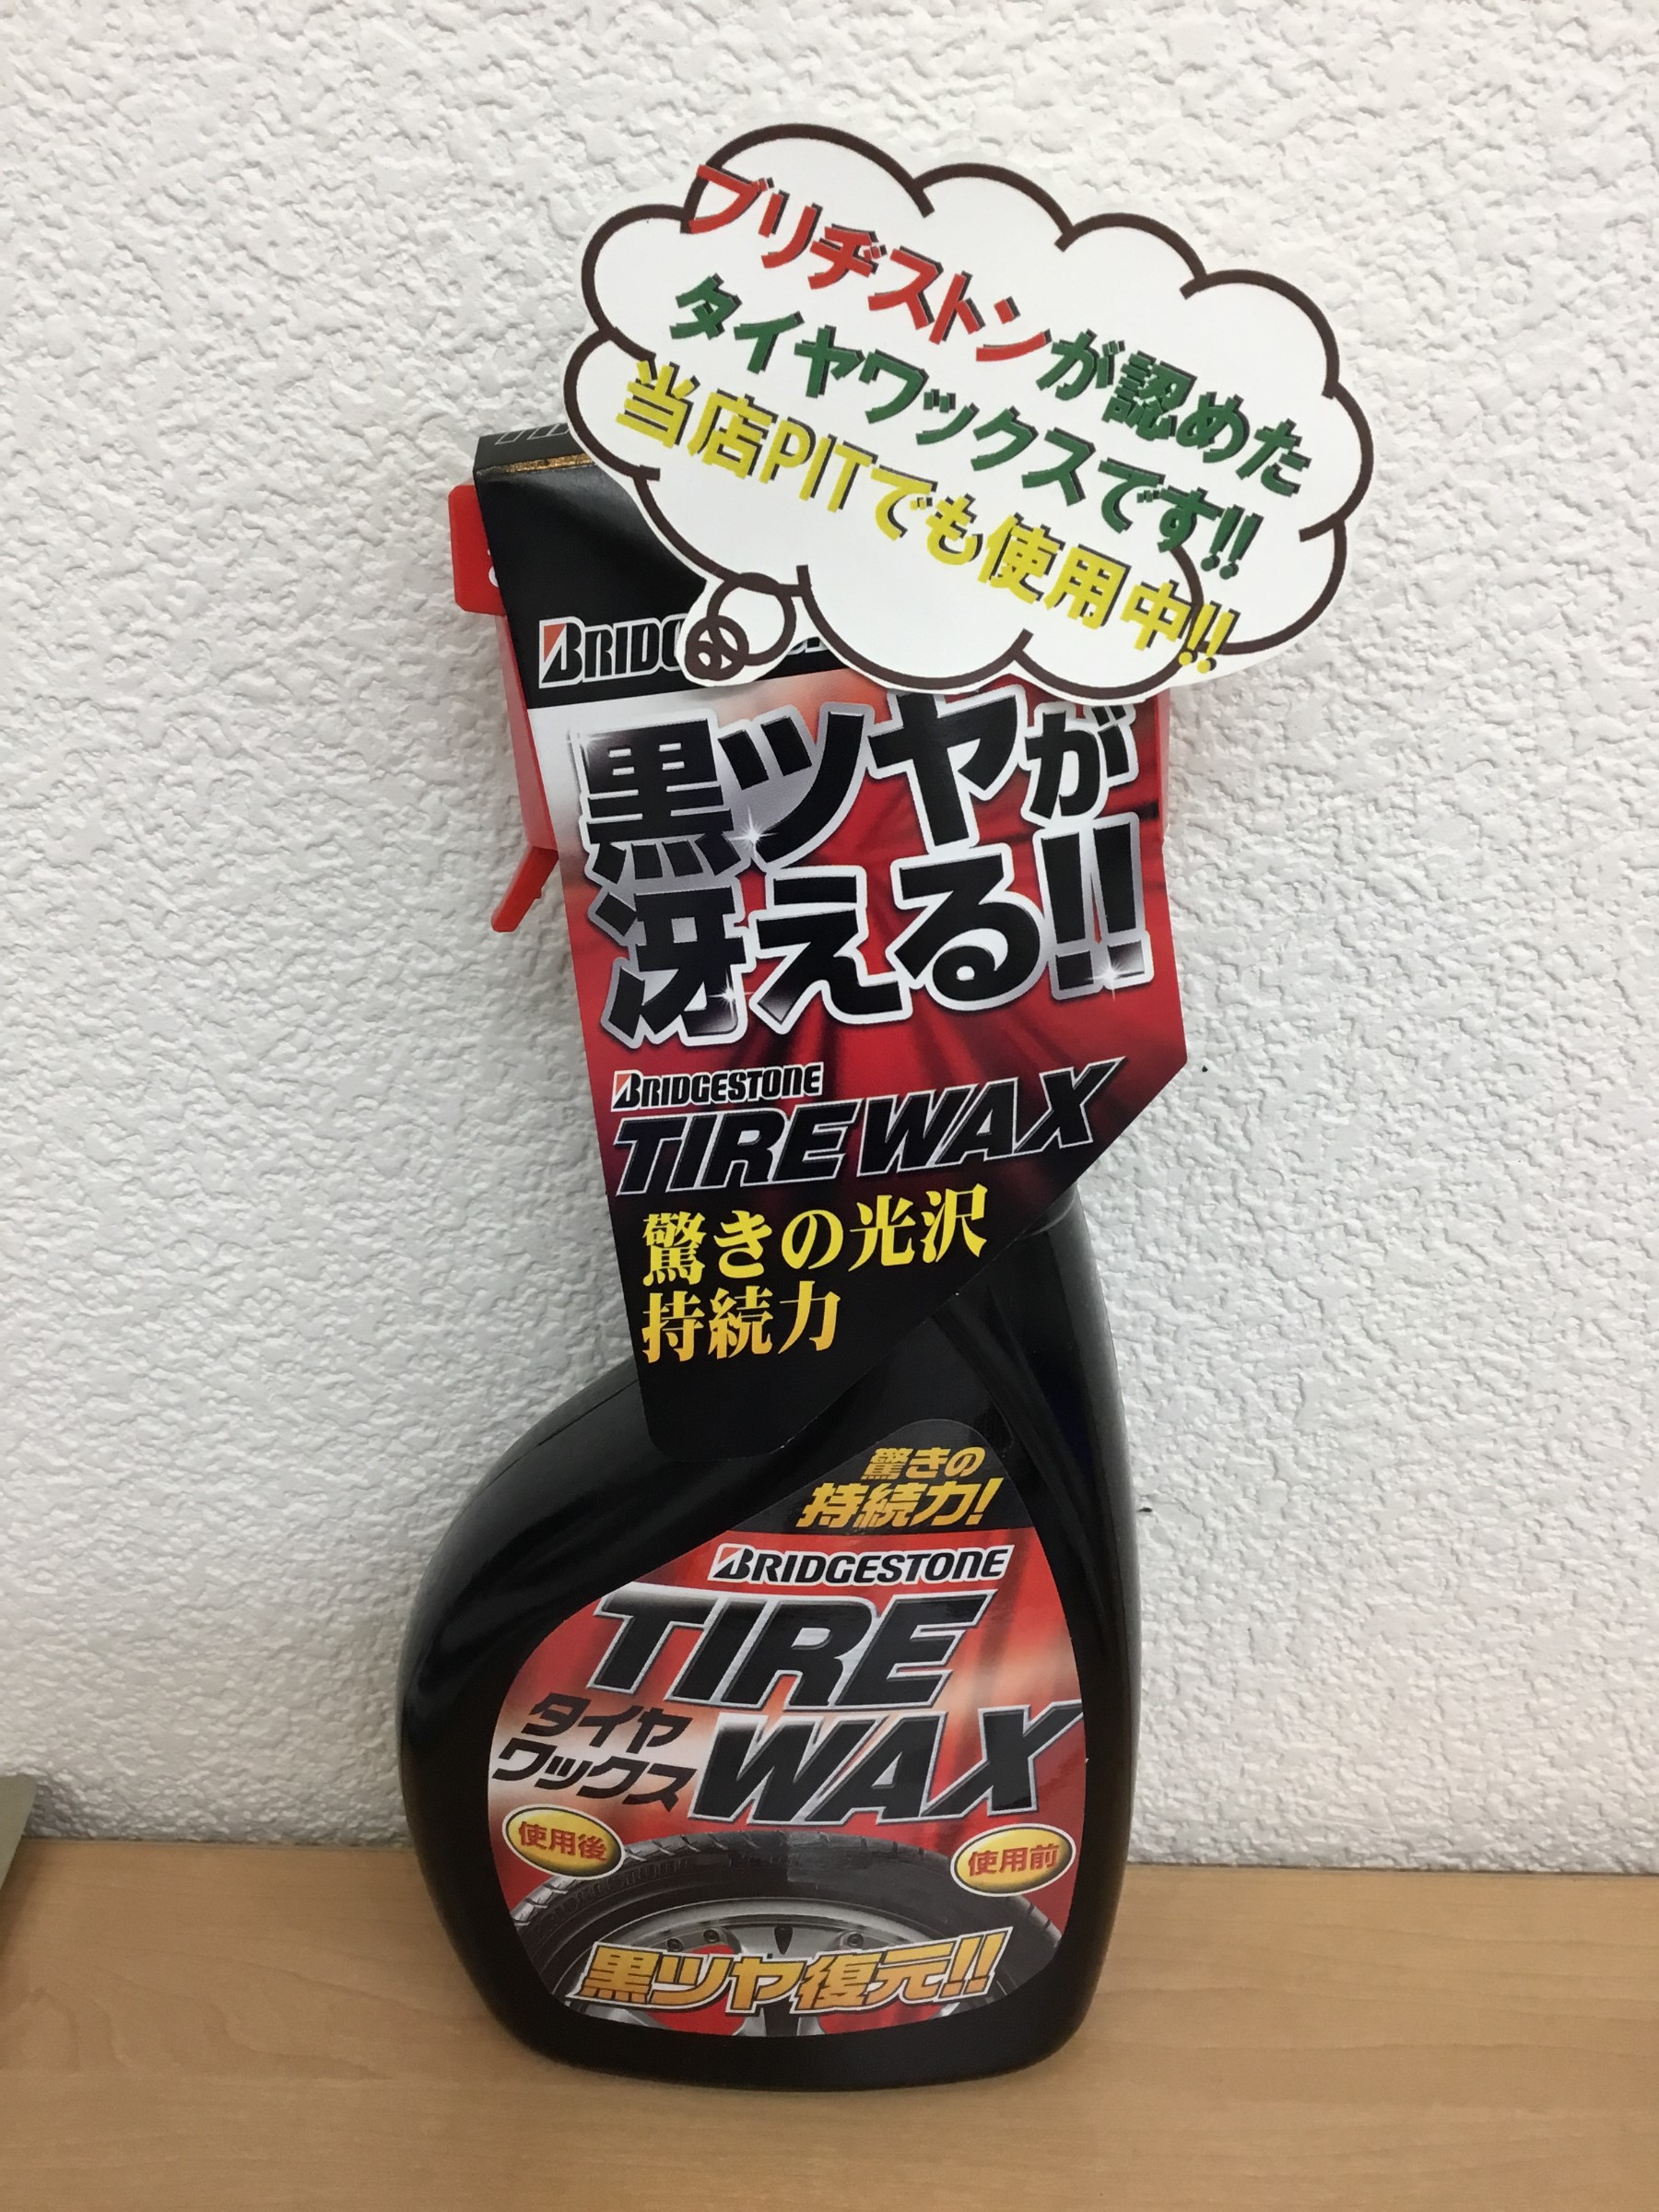 ブリヂストンが認めた
タイヤワックスです!!
当店PITでも使用中!!
黒ツヤが
冴える!!
BRIDGESTONE
TIRE WAX
驚きの光沢
持続力
驚きの
持続力!
BRIDGESTONE
TIRE
WAX
タイヤ
ワックス
使用後
使用前
黒ツヤ復元!!